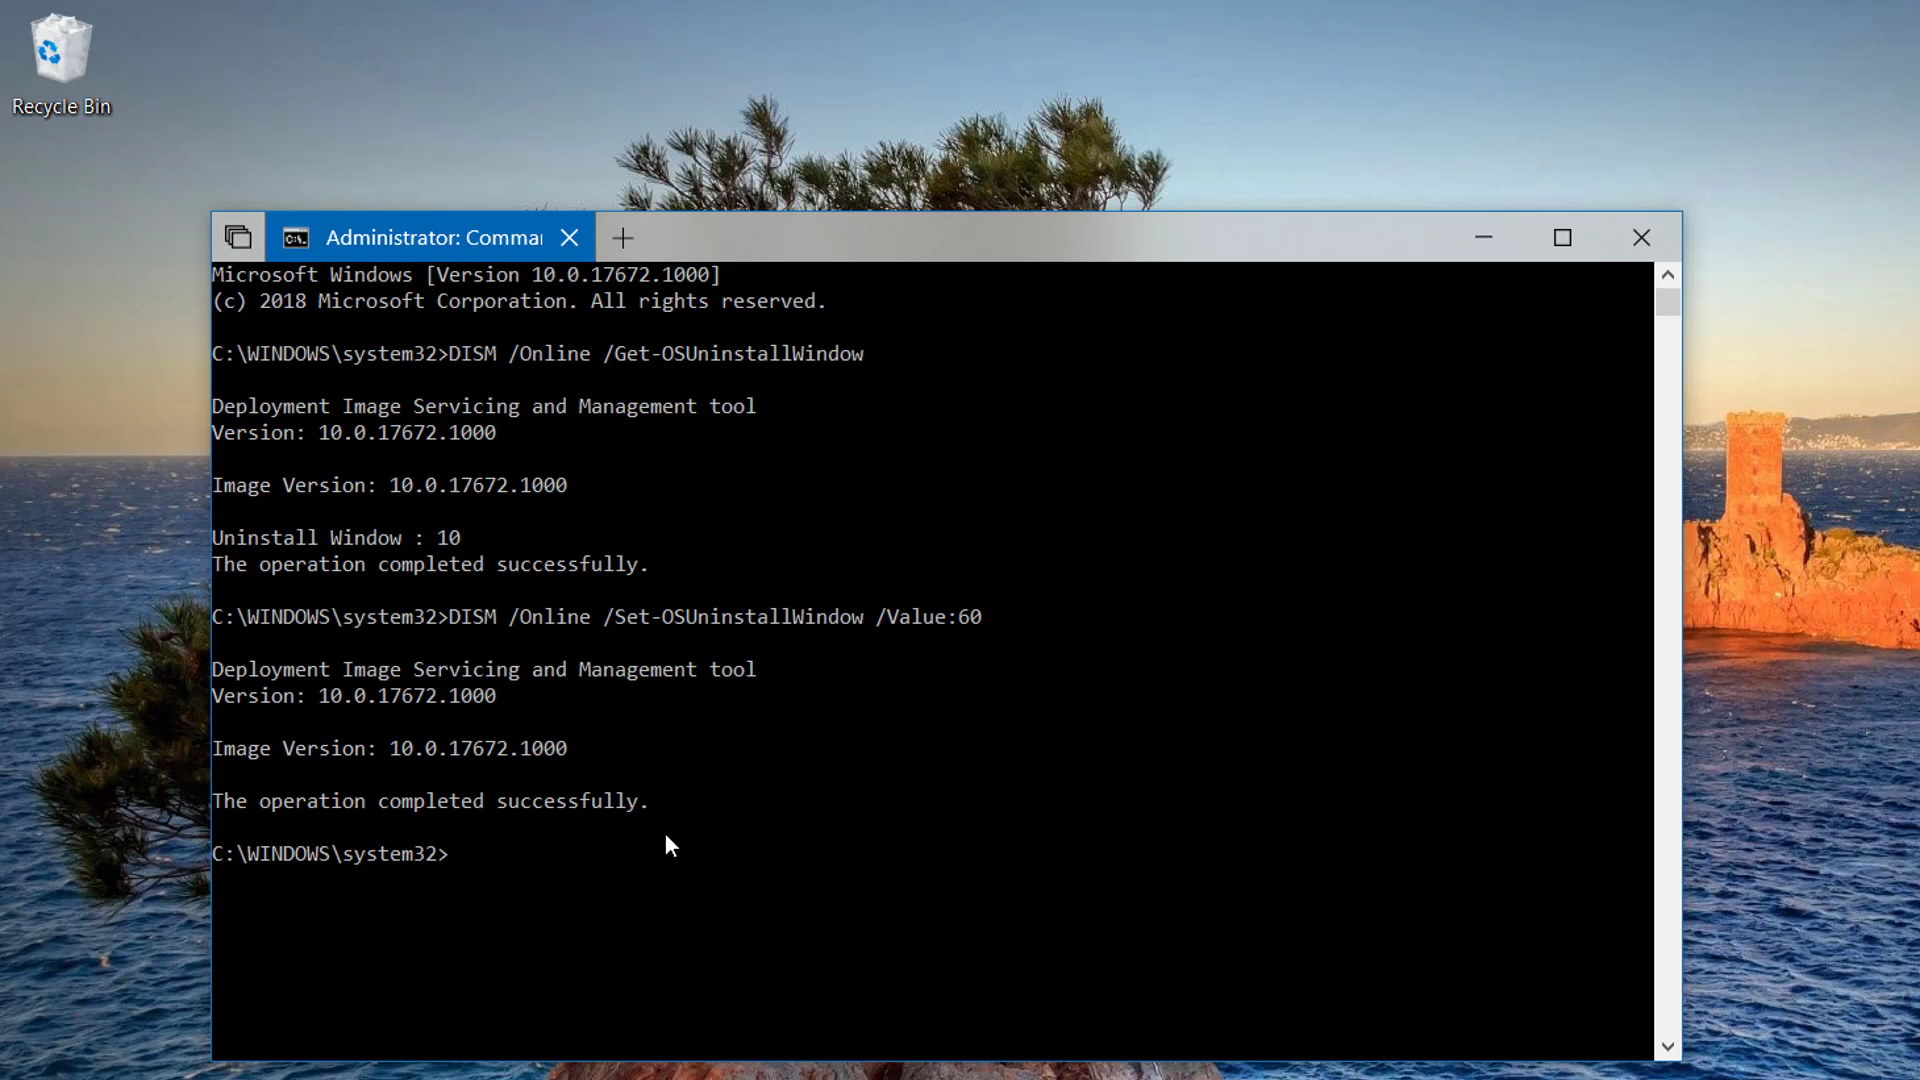 Recycle Bin
Administrator: Comma
Microsoft Windows [Version 10.0.17672.1000]
(c) 2018 Microsoft Corporation. All rights reserved.
C:\WINDOWS\system32>DISM /Online /Get-OSUninstallWindow
Deployment Image Servicing and Management tool
Version: 10.0.17672.1000
Image Version: 10.0.17672.1000
Uninstall Window : 10
The operation completed successfully.
C:\WINDOWS\system32>DISM /Online /Set-OSUninstallWindow /Value:60
Deployment Image Servicing and Management tool
Version: 10.0.17672.1000
Image Version: 10.0.17672.1000
The operation completed successfully.
C:\WINDOWS\system32>